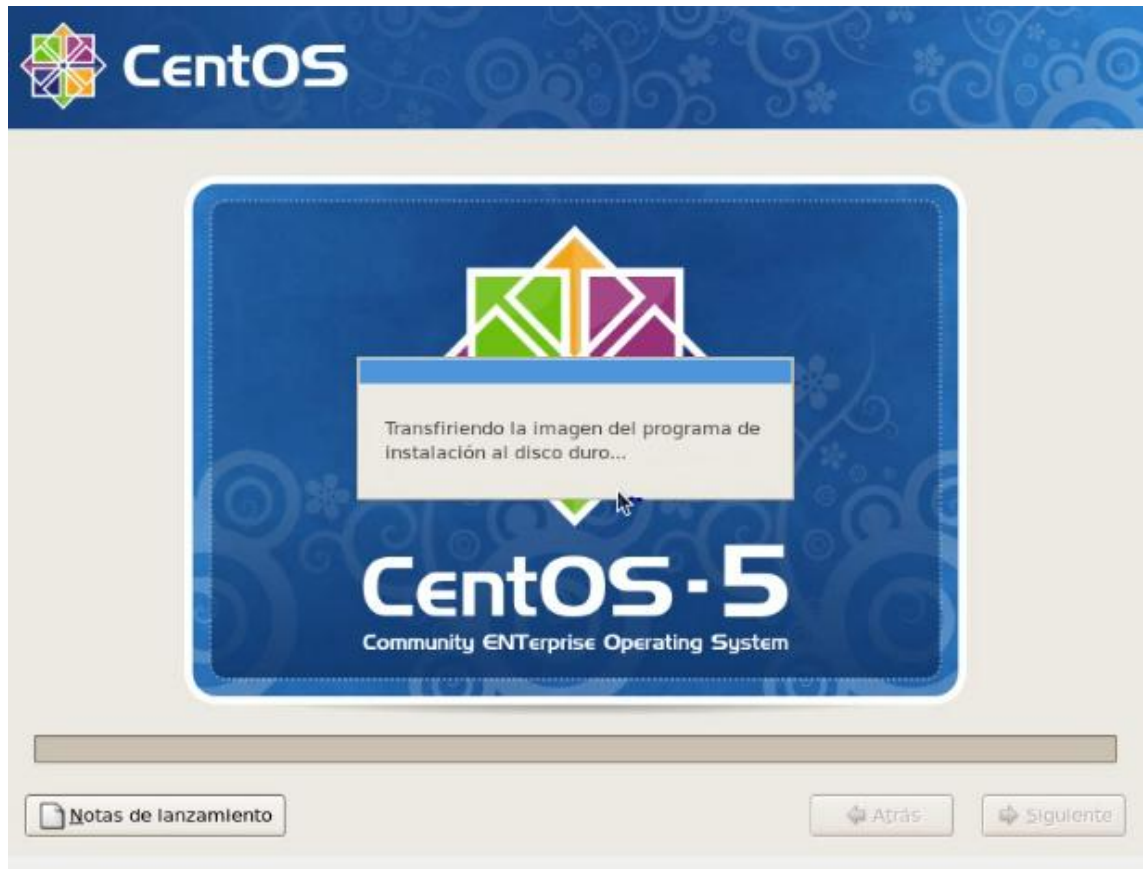 CentOS
Transfiriendo la imagen del programa de
instalación al disco duro...
CentOS-5
Community ENTerprise Operating System
Notas de lanzamiento
Atrás
Siguiente